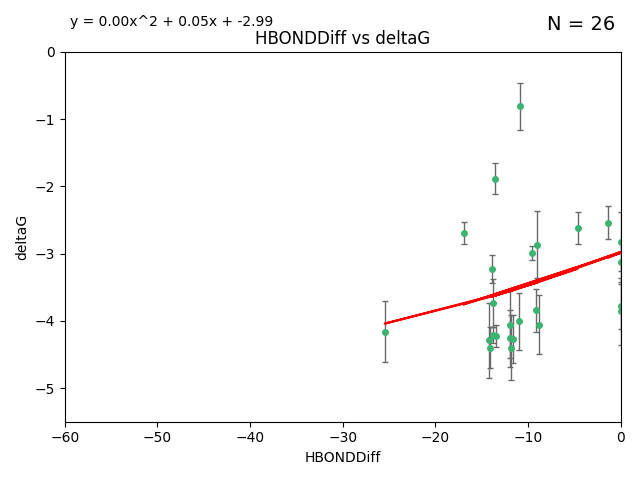 y = 0.00x^2 + 0.05x + -2.99
N = 26
HBONDDiff vs deltaG
deltaG
0
−1
−2
−3
−4
−5
−60
−50
−40
−30
−20
−10
0
HBONDDiff